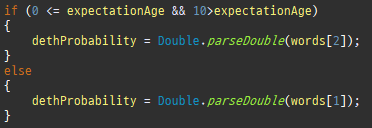 if (0 <= expectationAge && 10>expectationAge)
{
dethProbability = Double.parseDouble(words[2]);
}
else
{
dethProbability = Double.parseDouble(words[1]);
}